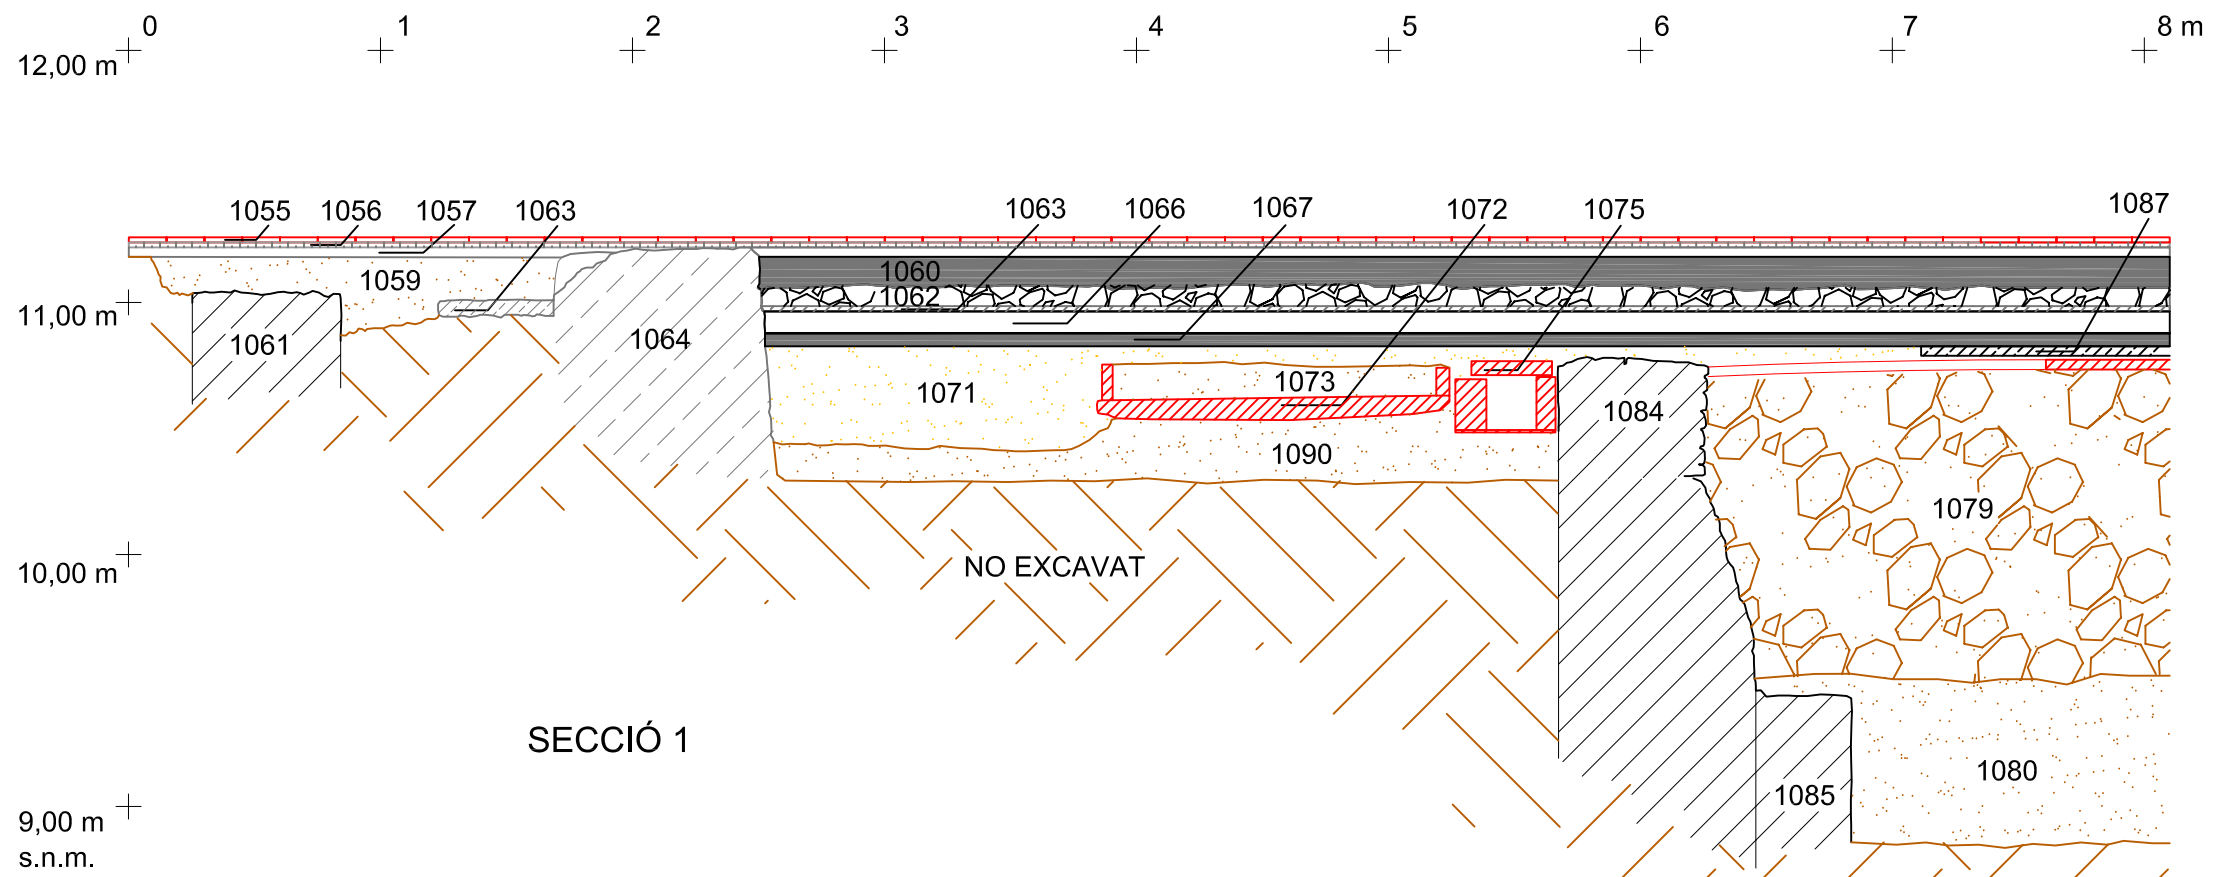 0 1 2 3 4 5 6 7 8 m
12,00 m
1055 1056 1057 1063 1063 1066 1067 1072 1075 1087
1059 1060
1062
11,00 m
1061 1064
1071 1073 1084
1090
1079
10,00 m NO EXCAVAT
SECCIÓ 1
1080
1085
9,00 m
s.n.m.